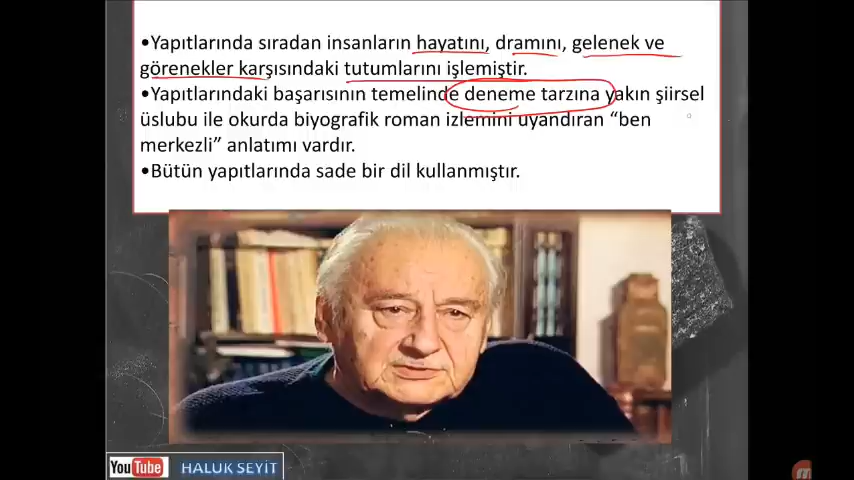 •Yapıtlarında sıradan insanların hayatını, dramını, gelenek ve
görenekler karşısındaki tutumlarını işlemiştir.
•Yapıtlarındaki başarısının temelinde deneme tarzına yakın şiirsel
üslubu ile okurda biyografik roman izlemini uyandıran “ben
merkezli” anlatımı vardır.
•Bütün yapıtlarında sade bir dil kullanmıştır.
YouTube HALUK SEYİT